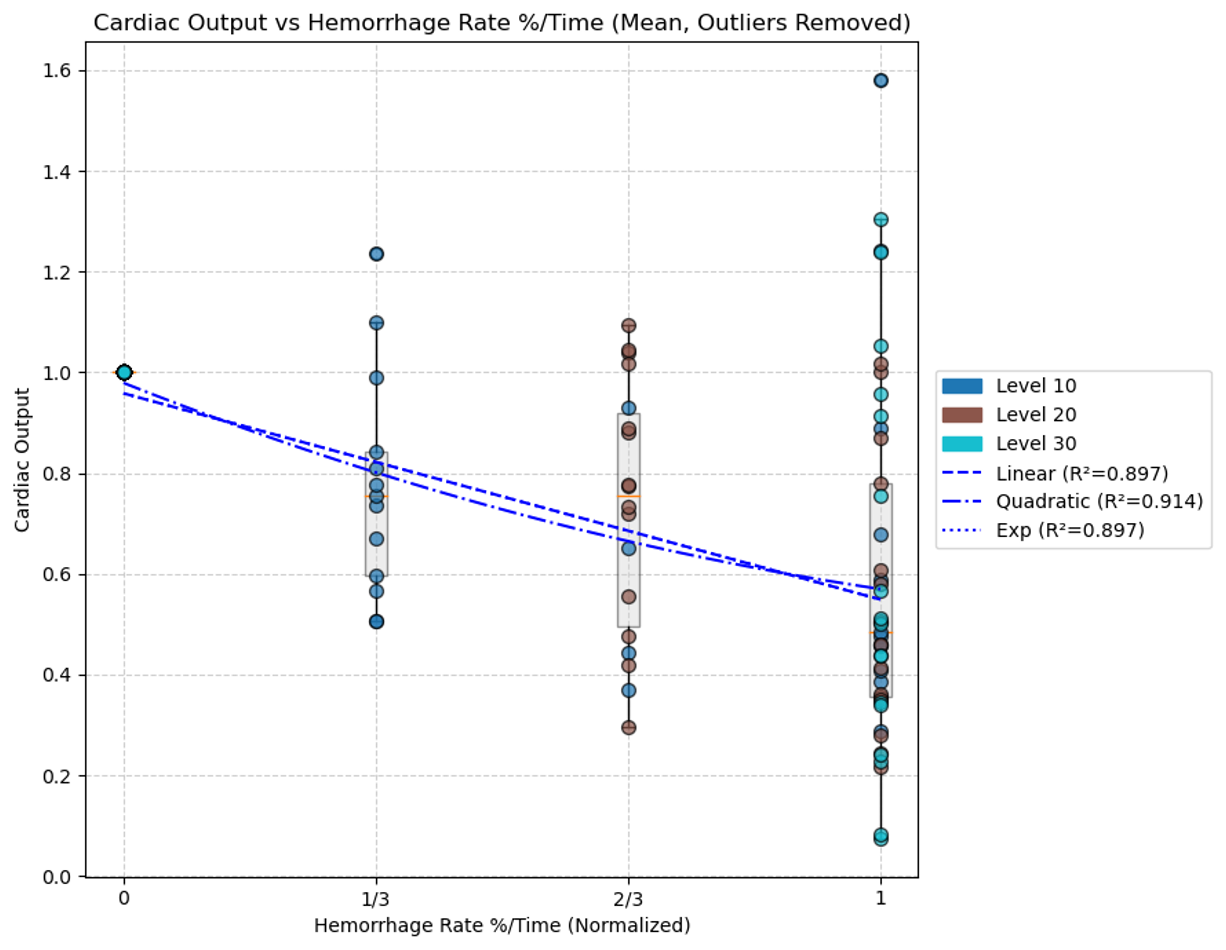 Cardiac Output vs Hemorrhage Rate %/Time (Mean, Outliers Removed)
1.6
1.4
1.2
1.0
0.8
0.6
0.4
0.2
0.0
Cardiac Output
0 1/3 2/3 1
Hemorrhage Rate %/Time (Normalized)
Level 10
Level 20
Level 30
Linear (R²=0.897)
Quadratic (R²=0.914)
Exp (R²=0.897)